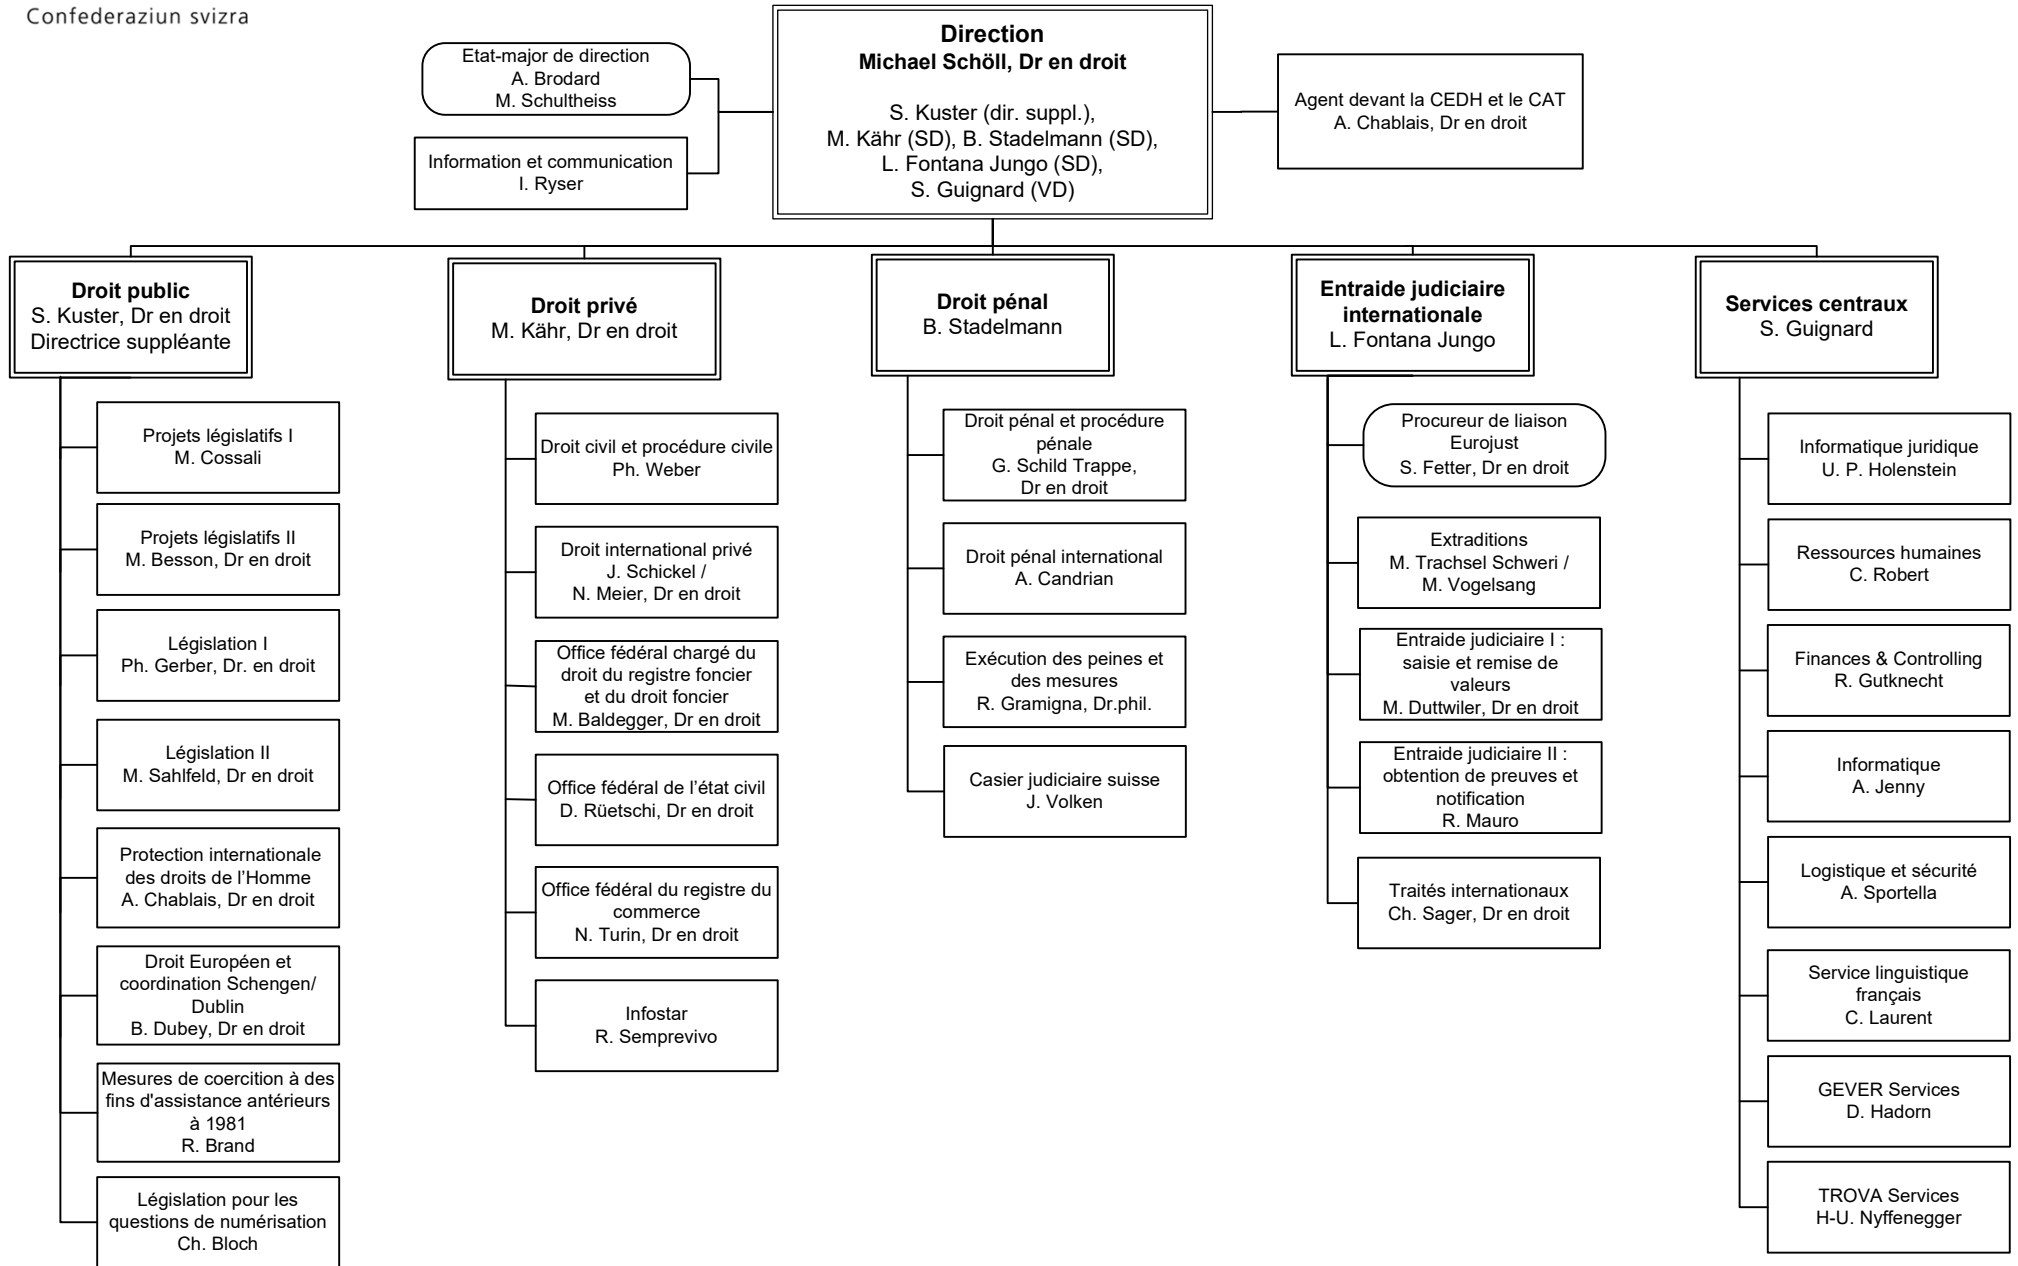 Confederaziun svizra
Direction
Michael Schöll, Dr en droit
S. Kuster (dir. suppl.),
M. Kähr (SD), B. Stadelmann (SD),
L. Fontana Jungo (SD),
S. Guignard (VD)
Etat-major de direction
A. Brodard
M. Schultheiss
Information et communication
I. Ryser
Agent devant la CEDH et le CAT
A. Chablais, Dr en droit
Droit public
S. Kuster, Dr en droit
Directrice suppléante
Projets législatifs I
M. Cossali
Projets législatifs II
M. Besson, Dr en droit
Législation I
Ph. Gerber, Dr. en droit
Législation II
M. Sahlfeld, Dr en droit
Protection internationale
des droits de l’Homme
A. Chablais, Dr en droit
Droit Européen et
coordination Schengen/
Dublin
B. Dubey, Dr en droit
Mesures de coercition à des
fins d'assistance antérieurs
à 1981
R. Brand
Législation pour les
questions de numérisation
Ch. Bloch
Droit privé
M. Kähr, Dr en droit
Droit civil et procédure civile
Ph. Weber
Droit international privé
J. Schickel /
N. Meier, Dr en droit
Office fédéral chargé du
droit du registre foncier
et du droit foncier
M. Baldegger, Dr en droit
Office fédéral de l’état civil
D. Rüetschi, Dr en droit
Office fédéral du registre du
commerce
N. Turin, Dr en droit
Infostar
R. Semprevivo
Droit pénal
B. Stadelmann
Droit pénal et procédure
pénale
G. Schild Trappe,
Dr en droit
Droit pénal international
A. Candrian
Exécution des peines et
des mesures
R. Gramigna, Dr.phil.
Casier judiciaire suisse
J. Volken
Entraide judiciaire
internationale
L. Fontana Jungo
Procureur de liaison
Eurojust
S. Fetter, Dr en droit
Extraditions
M. Trachsel Schweri /
M. Vogelsang
Entraide judiciaire I :
saisie et remise de
valeurs
M. Duttwiler, Dr en droit
Entraide judiciaire II :
obtention de preuves et
notification
R. Mauro
Traités internationaux
Ch. Sager, Dr en droit
Services centraux
S. Guignard
Informatique juridique
U. P. Holenstein
Ressources humaines
C. Robert
Finances & Controlling
R. Gutknecht
Informatique
A. Jenny
Logistique et sécurité
A. Sportella
Service linguistique
français
C. Laurent
GEVER Services
D. Hadorn
TROVA Services
H-U. Nyffenegger